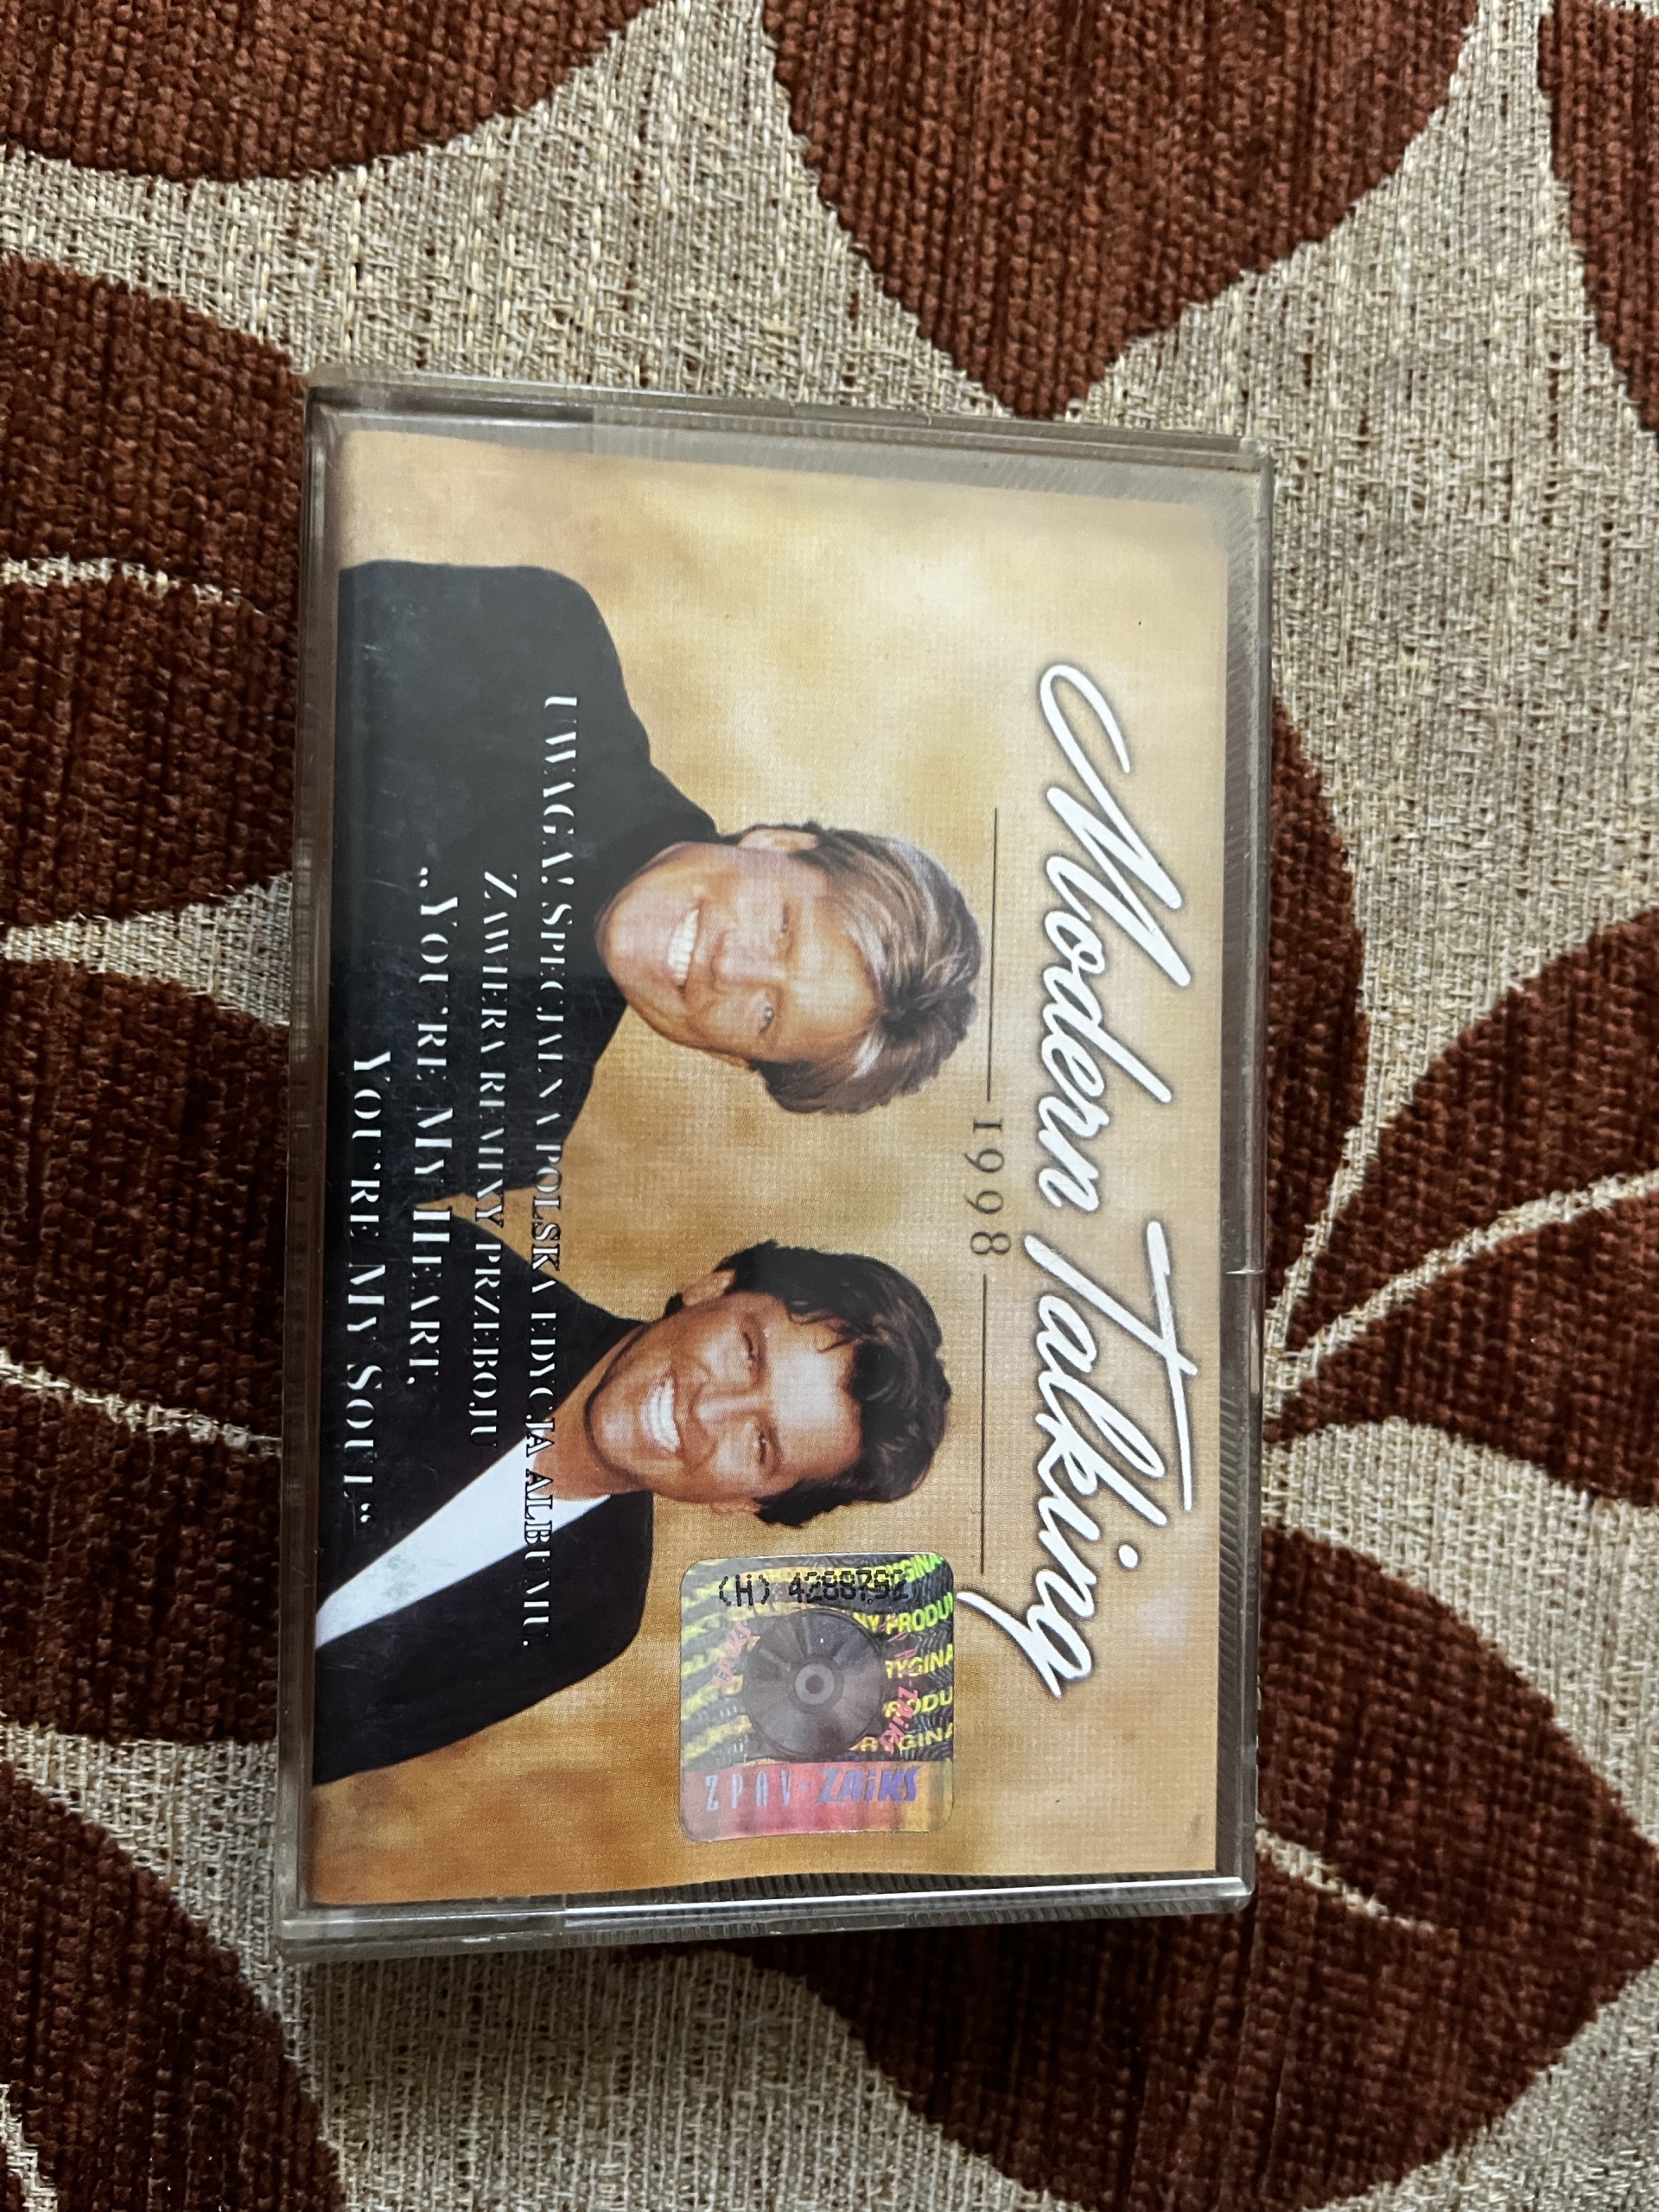 Modern Talking
1998
UWAGA! SPECJALNA POLSKA EDYCJA ALBUMU.
ZAWIERA REMIXY PRZEBOJU
„YOU'RE MY HEART,
YOU'RE MY SOUL“
(H) 4288792
ZPAV-ZAiKS